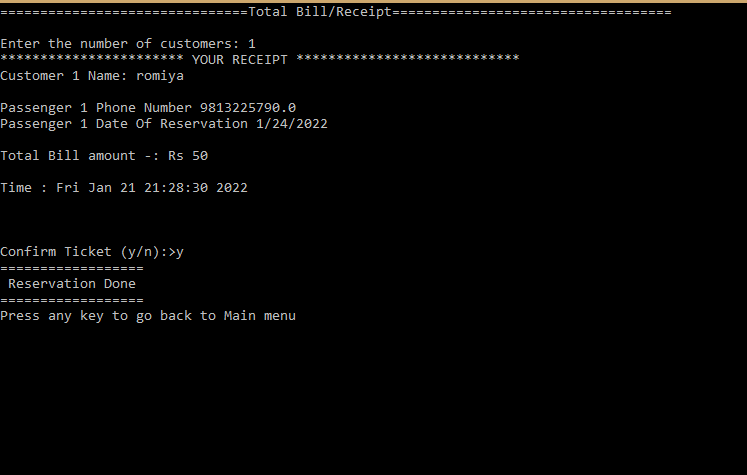 ===============================Total Bill/Receipt===================================
Enter the number of customers: 1
*********************** YOUR RECEIPT ****************************
Customer 1 Name: romiya
Passenger 1 Phone Number 9813225790.0
Passenger 1 Date Of Reservation 1/24/2022
Total Bill amount -: Rs 50
Time : Fri Jan 21 21:28:30 2022
Confirm Ticket (y/n):>y
==================
Reservation Done
==================
Press any key to go back to Main menu